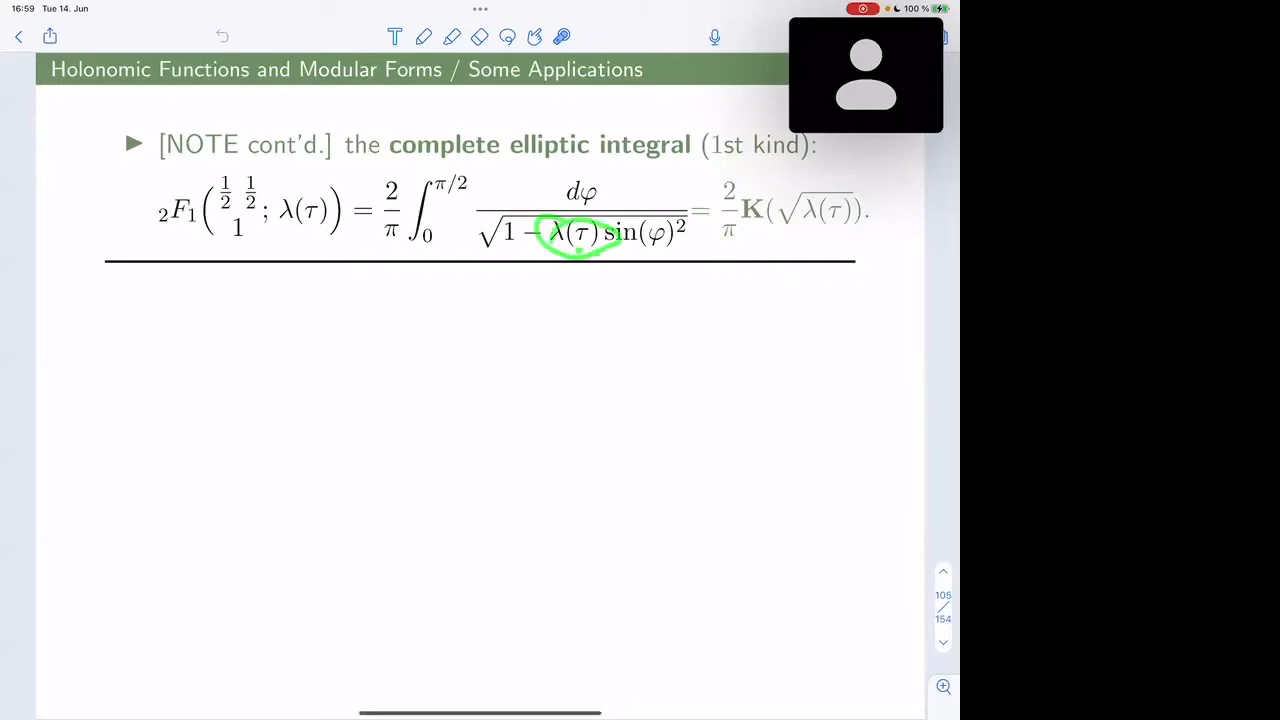 16:59 Tue 14. Jun
100 %
T
Holonomic Functions and Modular Forms / Some Applications
▶ [NOTE cont'd.] the complete elliptic integral (1st kind):
₂F₁(½ ½; 1; λ(τ)) = 2/π ∫₀^{π/2} dφ / √(1 − λ(τ) sin(φ)²) = 2/π K(√λ(τ)).
105
/
154